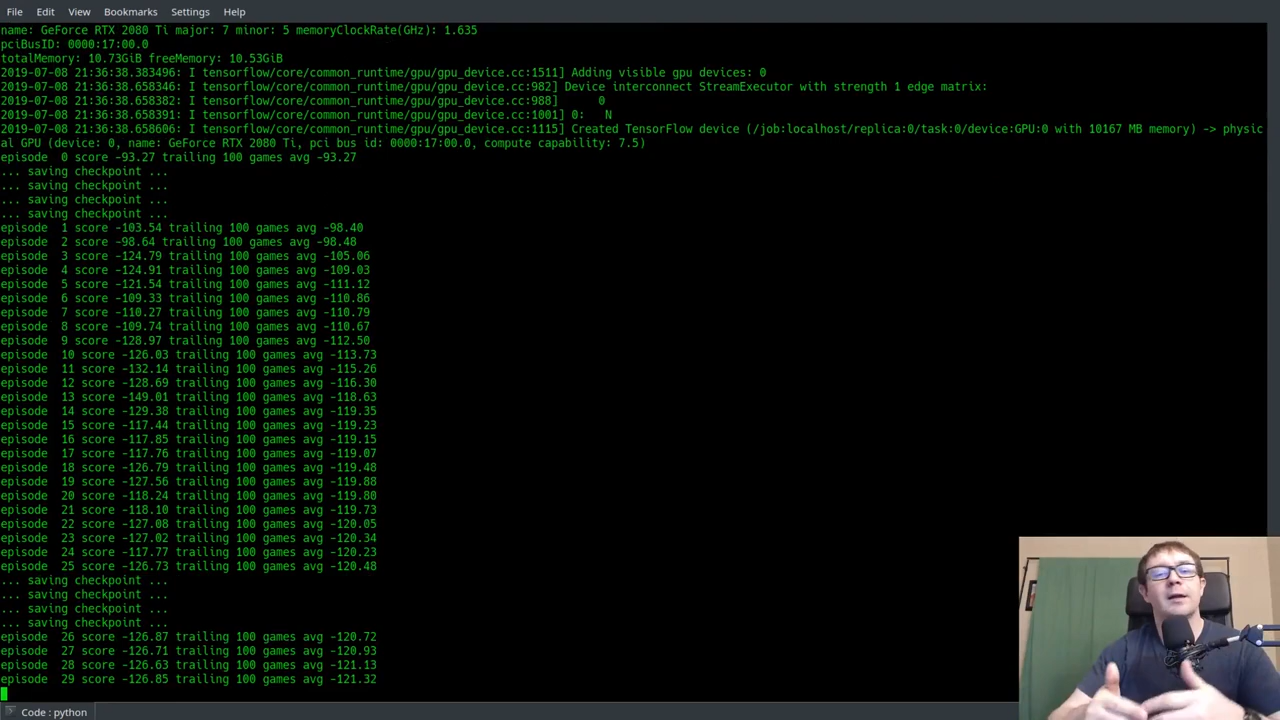 File Edit View Bookmarks Settings Help
name: GeForce RTX 2080 Ti major: 7 minor: 5 memoryClockRate(GHz): 1.635
pciBusID: 0000:17:00.0
totalMemory: 10.73GiB freeMemory: 10.53GiB
2019-07-08 21:36:38.383496: I tensorflow/core/common_runtime/gpu/gpu_device.cc:1511] Adding visible gpu devices: 0
2019-07-08 21:36:38.658346: I tensorflow/core/common_runtime/gpu/gpu_device.cc:982] Device interconnect StreamExecutor with strength 1 edge matrix:
2019-07-08 21:36:38.658382: I tensorflow/core/common_runtime/gpu/gpu_device.cc:988]      0
2019-07-08 21:36:38.658391: I tensorflow/core/common_runtime/gpu/gpu_device.cc:1001] 0:   N
2019-07-08 21:36:38.658606: I tensorflow/core/common_runtime/gpu/gpu_device.cc:1115] Created TensorFlow device (/job:localhost/replica:0/task:0/device:GPU:0 with 10167 MB memory) -> physic
al GPU (device: 0, name: GeForce RTX 2080 Ti, pci bus id: 0000:17:00.0, compute capability: 7.5)
episode  0 score -93.27 trailing 100 games avg -93.27
... saving checkpoint ...
... saving checkpoint ...
... saving checkpoint ...
... saving checkpoint ...
episode  1 score -103.54 trailing 100 games avg -98.40
episode  2 score -98.64 trailing 100 games avg -98.48
episode  3 score -124.79 trailing 100 games avg -105.06
episode  4 score -124.91 trailing 100 games avg -109.03
episode  5 score -121.54 trailing 100 games avg -111.12
episode  6 score -109.33 trailing 100 games avg -110.86
episode  7 score -110.27 trailing 100 games avg -110.79
episode  8 score -109.74 trailing 100 games avg -110.67
episode  9 score -128.97 trailing 100 games avg -112.50
episode  10 score -126.03 trailing 100 games avg -113.73
episode  11 score -132.14 trailing 100 games avg -115.26
episode  12 score -128.69 trailing 100 games avg -116.30
episode  13 score -149.01 trailing 100 games avg -118.63
episode  14 score -129.38 trailing 100 games avg -119.35
episode  15 score -117.44 trailing 100 games avg -119.23
episode  16 score -117.85 trailing 100 games avg -119.15
episode  17 score -117.76 trailing 100 games avg -119.07
episode  18 score -126.79 trailing 100 games avg -119.48
episode  19 score -127.56 trailing 100 games avg -119.88
episode  20 score -118.24 trailing 100 games avg -119.80
episode  21 score -118.10 trailing 100 games avg -119.73
episode  22 score -127.08 trailing 100 games avg -120.05
episode  23 score -127.02 trailing 100 games avg -120.34
episode  24 score -117.77 trailing 100 games avg -120.23
episode  25 score -126.73 trailing 100 games avg -120.48
... saving checkpoint ...
... saving checkpoint ...
... saving checkpoint ...
... saving checkpoint ...
episode  26 score -126.87 trailing 100 games avg -120.72
episode  27 score -126.71 trailing 100 games avg -120.93
episode  28 score -126.63 trailing 100 games avg -121.13
episode  29 score -126.85 trailing 100 games avg -121.32
Code : python